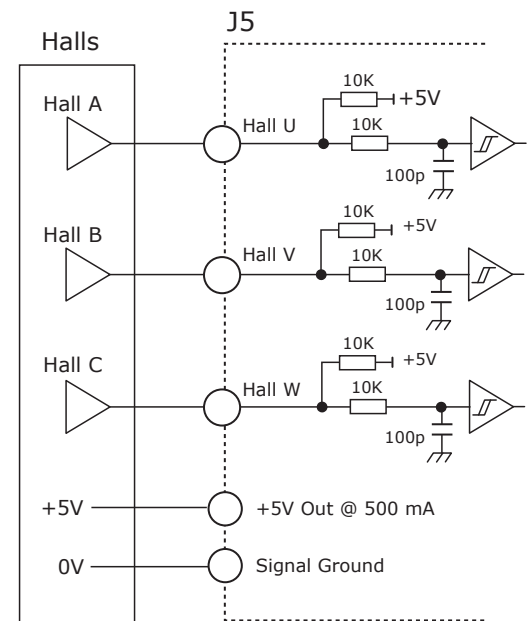 J5
Halls
10K
+5V
Hall A
Hall U
10K
100p
10K
+5V
Hall B
Hall V
10K
100p
10K
+5V
Hall C
Hall W
10K
100p
+5V
+5V Out @ 500 mA
0V
Signal Ground